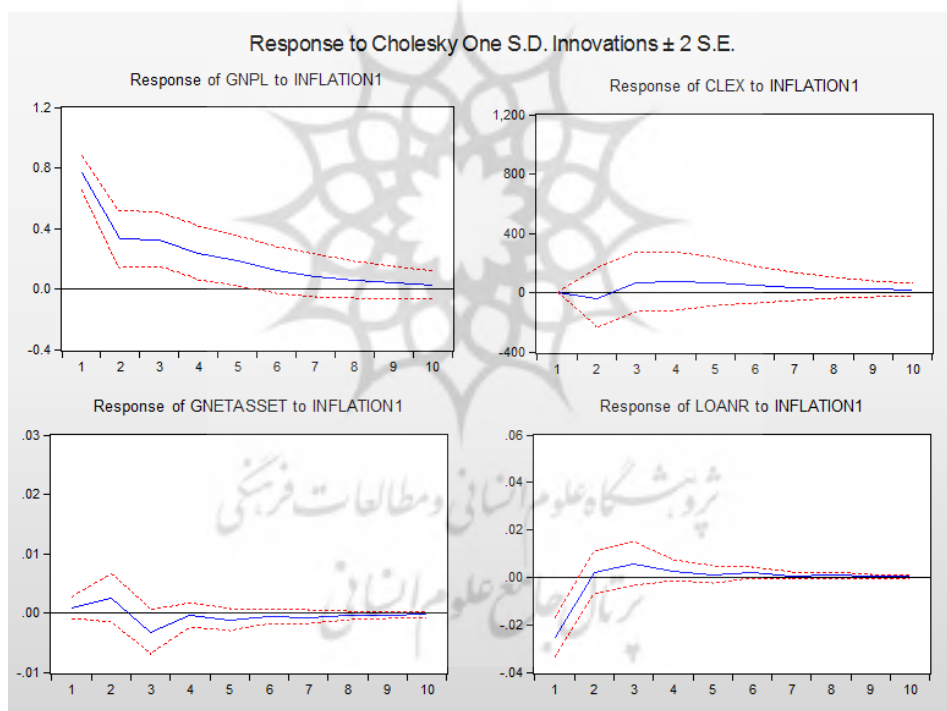 Response to Cholesky One S.D. Innovations ± 2 S.E.
Response of GNPL to INFLATION1
1.2
0.8
0.4
0.0
-0.4
1 2 3 4 5 6 7 8 9 10
Response of CLEX to INFLATION1
1,200
800
400
0
-400
1 2 3 4 5 6 7 8 9 10
Response of GNETASSET to INFLATION1
.03
.02
.01
.00
-.01
1 2 3 4 5 6 7 8 9 10
Response of LOANR to INFLATION1
.06
.04
.02
.00
-.02
-.04
1 2 3 4 5 6 7 8 9 10
پژوهشگاه علوم انسانی و مطالعات فرهنگی
پرتال جامع علوم انسانی